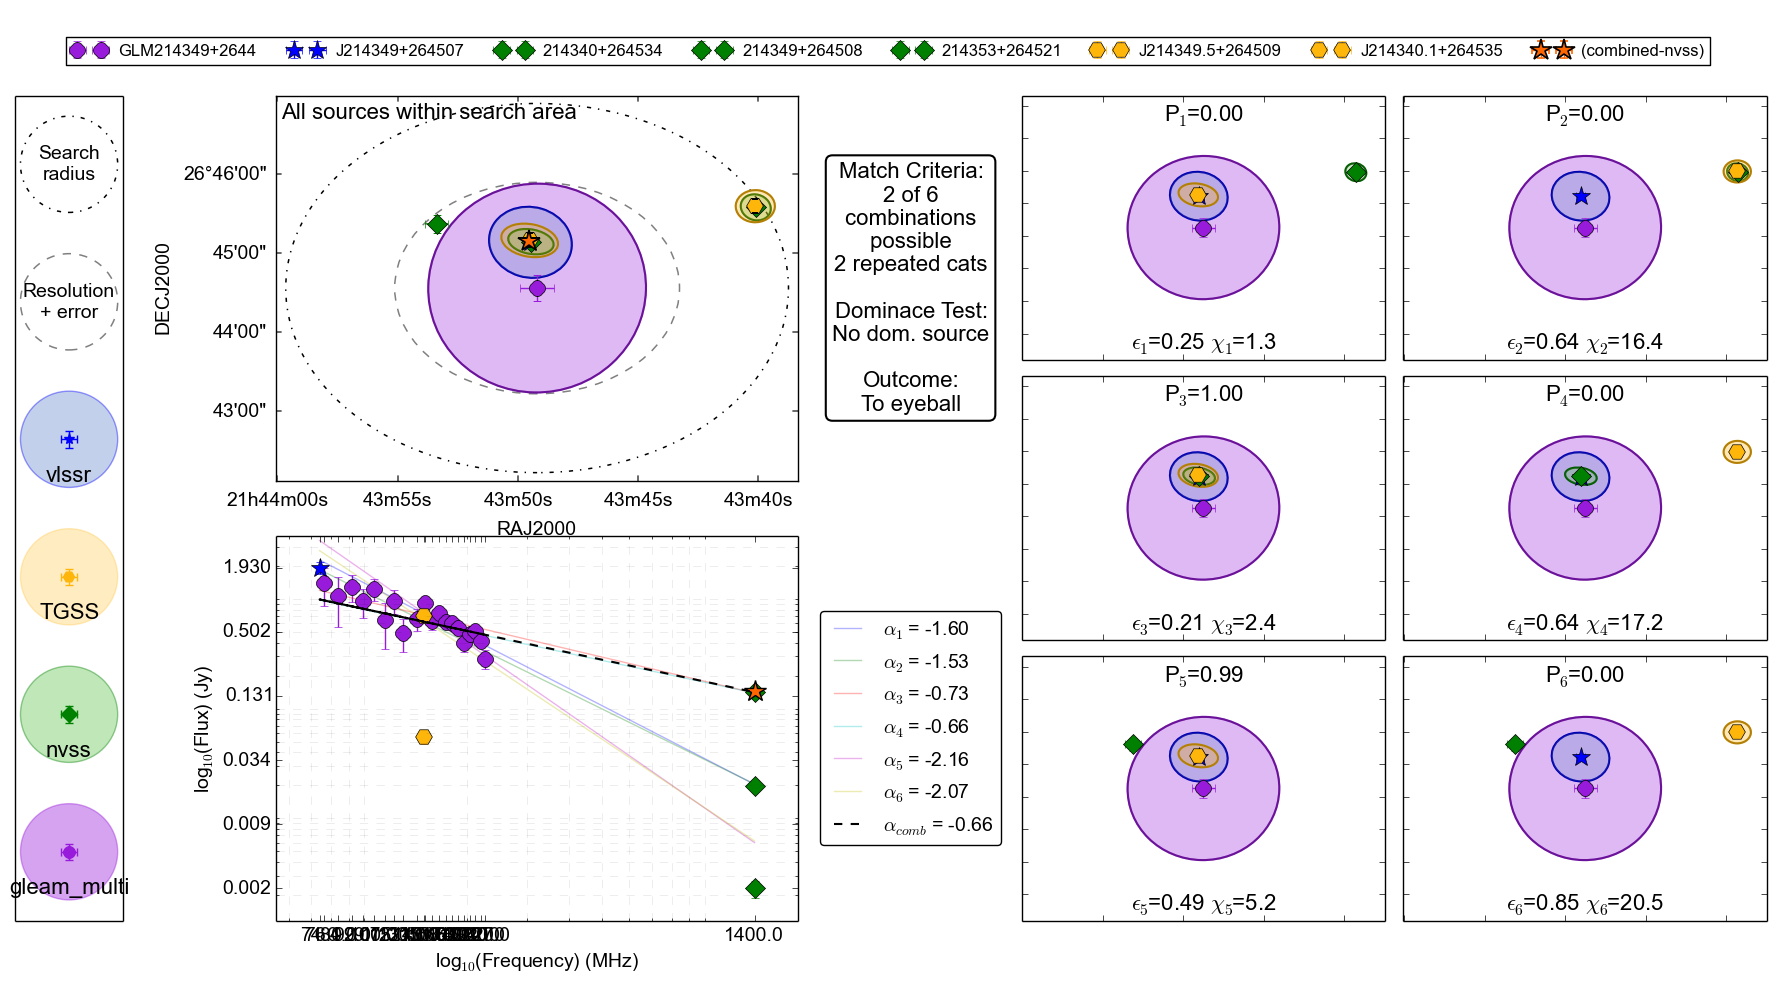 GLM214349+2644 J214349+264507 214340+264534 214349+264508 214353+264521 J214349.5+264509 J214340.1+264535 (combined-nvss)
Search
radius
Resolution
+ error
vlssr
TGSS
nvss
gleam_multi
All sources within search area
DECJ2000
26°46'00"
45'00"
44'00"
43'00"
21h44m00s 43m55s 43m50s 43m45s 43m40s
RAJ2000
log10(Flux) (Jy)
1.930
0.502
0.131
0.034
0.009
0.002
1400.0
log10(Frequency) (MHz)
Match Criteria:
2 of 6
combinations
possible
2 repeated cats
Dominace Test:
No dom. source
Outcome:
To eyeball
α1 = -1.60
α2 = -1.53
α3 = -0.73
α4 = -0.66
α5 = -2.16
α6 = -2.07
αcomb = -0.66
P1=0.00
ϵ1=0.25 χ1=1.3
P2=0.00
ϵ2=0.64 χ2=16.4
P3=1.00
ϵ3=0.21 χ3=2.4
P4=0.00
ϵ4=0.64 χ4=17.2
P5=0.99
ϵ5=0.49 χ5=5.2
P6=0.00
ϵ6=0.85 χ6=20.5